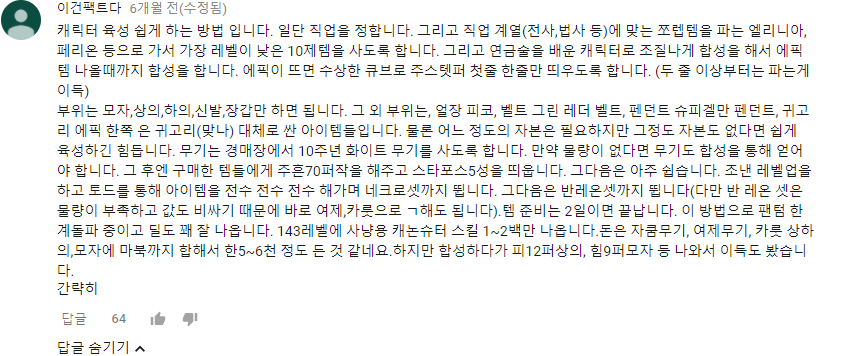 이건팩트다 6개월 전(수정됨)
캐릭터 육성 쉽게 하는 방법 입니다. 일단 직업을 정합니다. 그리고 직업 계열(전사,법사 등)에 맞는 쪼렙템을 파는 엘리니아,
페리온 등으로 가서 가장 레벨이 낮은 10제템을 사도록 합니다. 그리고 연금술을 배운 캐릭터로 조질나게 합성을 해서 에픽
템 나올때까지 합성을 합니다. 에픽이 뜨면 수상한 큐브로 주스텟퍼 첫줄 한줄만 띄우도록 합니다. (두 줄 이상부터는 파는게
이득)
부위는 모자,상의,하의,신발,장갑만 하면 됩니다. 그 외 부위는, 얼장 피코, 벨트 그린 레더 벨트, 펜던트 슈피겔만 펜던트, 귀고
리 에픽 한쪽 은 귀고리(맞나) 대체로 싼 아이템들입니다. 물론 어느 정도의 자본은 필요하지만 그정도 자본도 없다면 쉽게
육성하긴 힘듭니다. 무기는 경매장에서 10주년 화이트 무기를 사도록 합니다. 만약 물량이 없다면 무기도 합성을 통해 얻어
야 합니다. 그 후엔 구매한 템들에게 주흔70퍼작을 해주고 스타포스5성을 띄웁니다. 그다음은 아주 쉽습니다. 조낸 레벨업을
하고 토드를 통해 아이템을 전수 전수 전수 해가며 네크로셋까지 뜁니다. 그다음은 반레온셋까지 뜁니다(다만 반 레온 셋은
물량이 부족하고 값도 비싸기 때문에 바로 여제,카룻으로 ㄱ해도 됩니다).템 준비는 2일이면 끝납니다. 이 방법으로 팬텀 한
계돌파 중이고 딜도 꽤 잘 나옵니다. 143레벨에 사냥용 캐논슈터 스킬 1~2백만 나옵니다.돈은 자쿰무기, 여제무기, 카룻 상하
의,모자에 마북까지 합해서 한5~6천 정도 든 것 같네요.하지만 합성하다가 피12퍼상의, 힘9퍼모자 등 나와서 이득도 봤습니
다.
간략히
답글 64
답글 숨기기